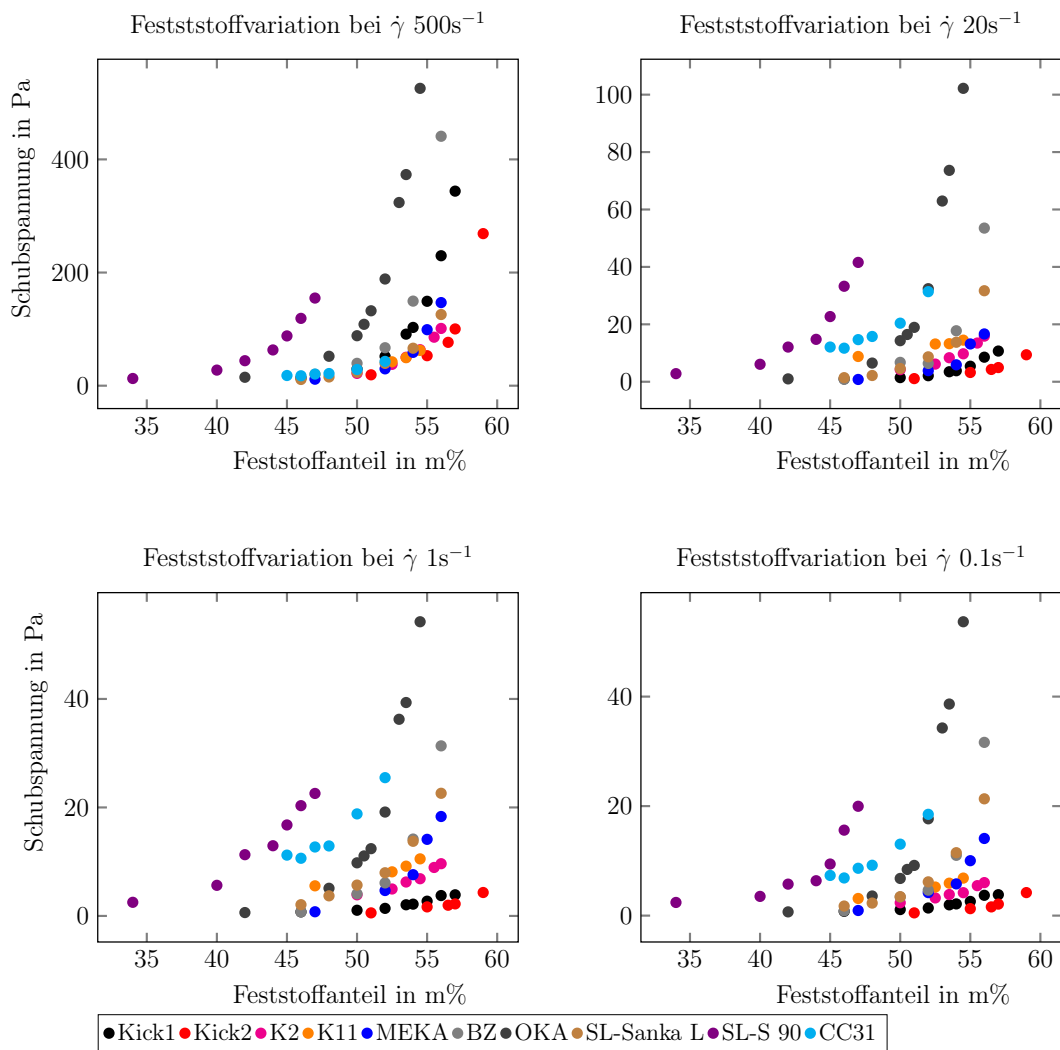 Festststoffvariation bei γ̇ 500s⁻¹
Festststoffvariation bei γ̇ 20s⁻¹
Schubspannung in Pa
400
200
0
35 40 45 50 55 60
Feststoffanteil in m%
100
80
60
40
20
0
35 40 45 50 55 60
Feststoffanteil in m%
Festststoffvariation bei γ̇ 1s⁻¹
Festststoffvariation bei γ̇ 0.1s⁻¹
Schubspannung in Pa
40
20
0
35 40 45 50 55 60
Feststoffanteil in m%
40
20
0
35 40 45 50 55 60
Feststoffanteil in m%
Kick1 Kick2 K2 K11 MEKA BZ OKA SL-Sanka L SL-S 90 CC31